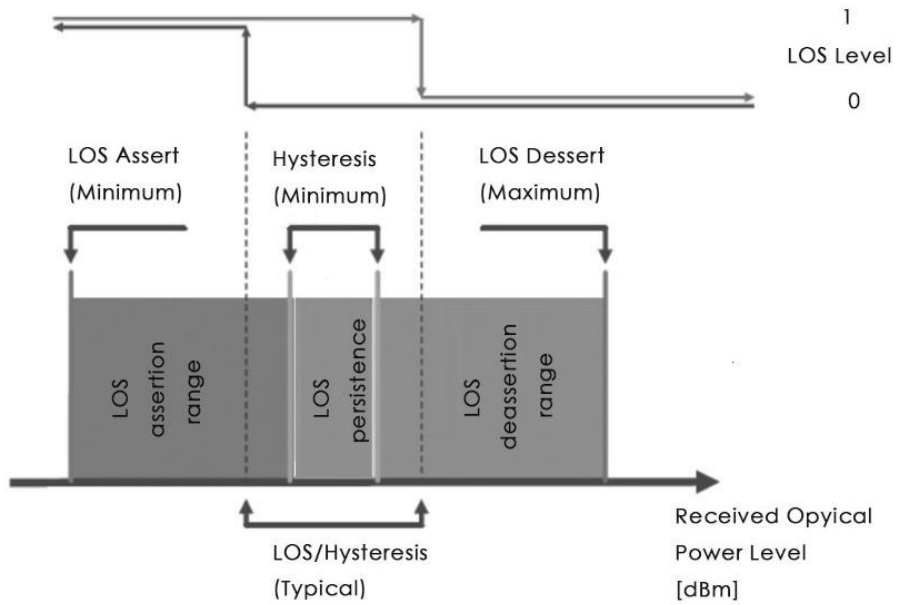 1
LOS Level
0
LOS Assert
(Minimum)
Hysteresis
(Minimum)
LOS Dessert
(Maximum)
LOS
assertion
range
LOS
persistence
LOS
deassertion
range
LOS/Hysteresis
(Typical)
Received Opyical
Power Level
[dBm]